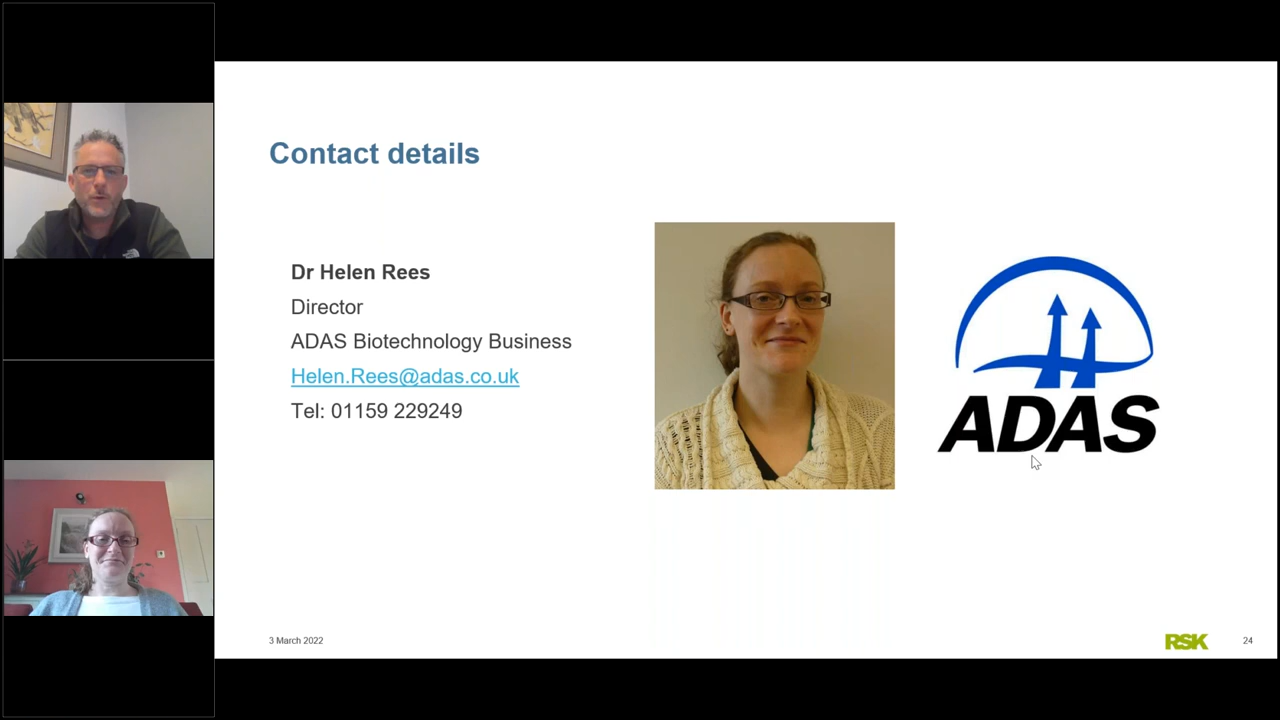 Contact details
Dr Helen Rees
Director
ADAS Biotechnology Business
Helen.Rees@adas.co.uk
Tel: 01159 229249
ADAS
3 March 2022
RSK
24